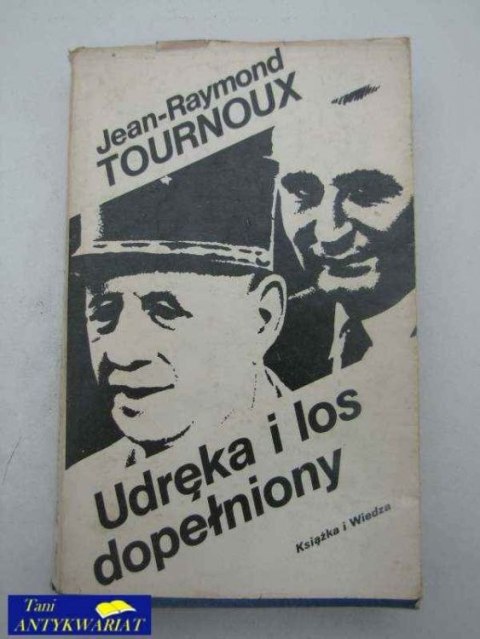 Jean-Raymond
TOURNOUX
Udręka i los
dopełniony
Książka i Wiedza
Tani
ANTYKWARIAT